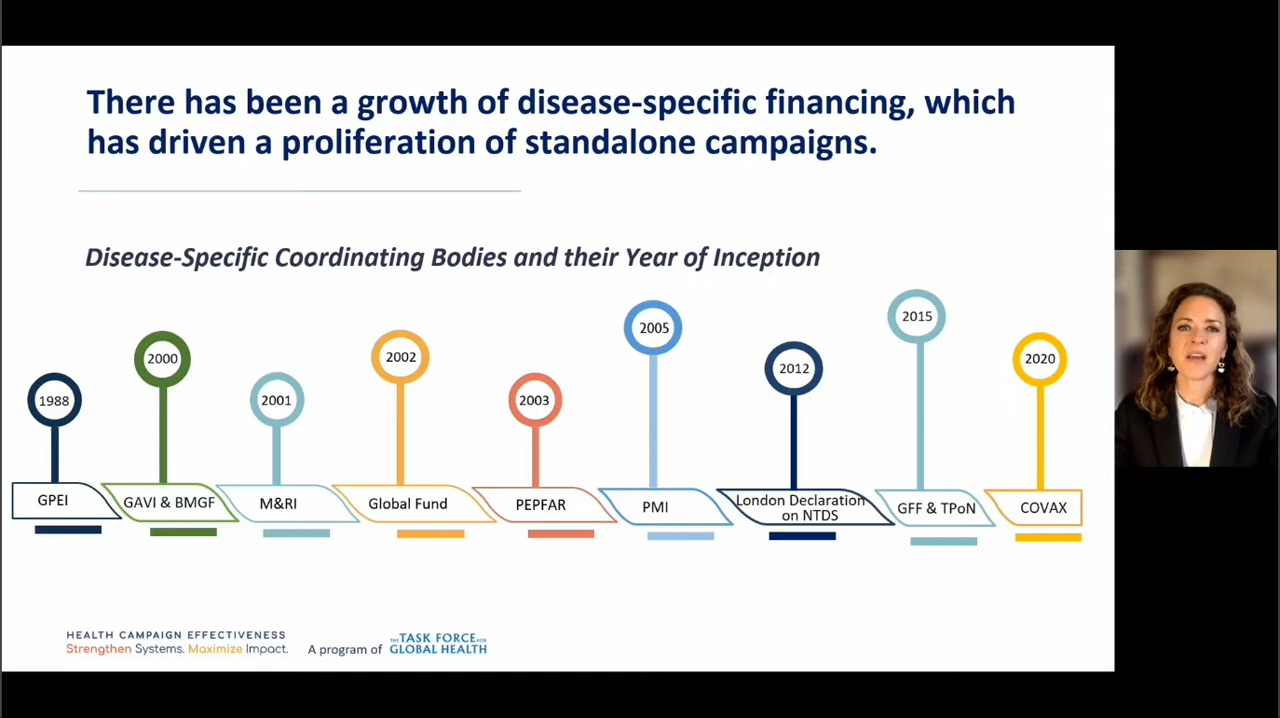 There has been a growth of disease-specific financing, which
has driven a proliferation of standalone campaigns.
Disease-Specific Coordinating Bodies and their Year of Inception
1988
2000
2001
2002
2003
2005
2012
2015
2020
GPEI
GAVI & BMGF
M&RI
Global Fund
PEPFAR
PMI
London Declaration
on NTDS
GFF & TPoN
COVAX
HEALTH CAMPAIGN EFFECTIVENESS
Strengthen Systems. Maximize Impact.
A program of
THE TASK FORCE FOR
GLOBAL HEALTH